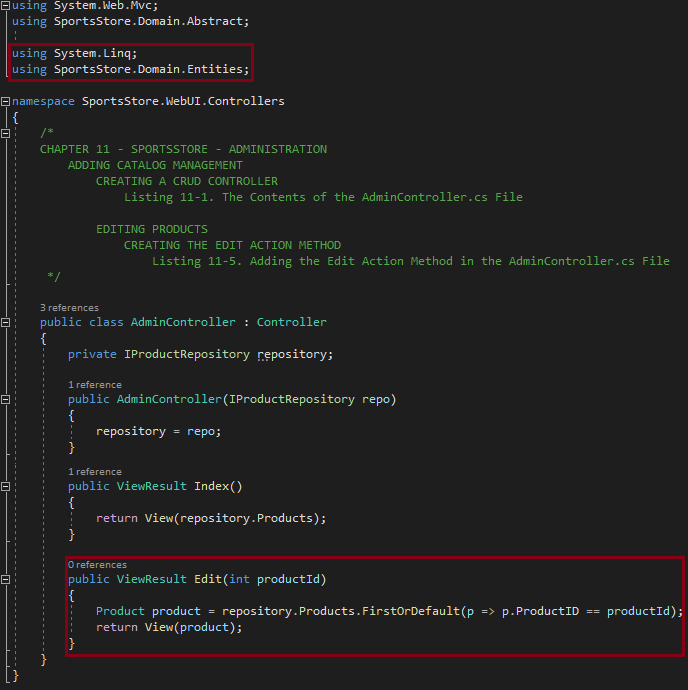 using System.Web.Mvc;
using SportsStore.Domain.Abstract;
using System.Linq;
using SportsStore.Domain.Entities;
namespace SportsStore.WebUI.Controllers
{
/*
CHAPTER 11 - SPORTSSTORE - ADMINISTRATION
ADDING CATALOG MANAGEMENT
CREATING A CRUD CONTROLLER
Listing 11-1. The Contents of the AdminController.cs File
EDITING PRODUCTS
CREATING THE EDIT ACTION METHOD
Listing 11-5. Adding the Edit Action Method in the AdminController.cs File
*/
3 references
public class AdminController : Controller
{
private IProductRepository repository;
1 reference
public AdminController(IProductRepository repo)
{
repository = repo;
}
1 reference
public ViewResult Index()
{
return View(repository.Products);
}
0 references
public ViewResult Edit(int productId)
{
Product product = repository.Products.FirstOrDefault(p => p.ProductID == productId);
return View(product);
}
}
}